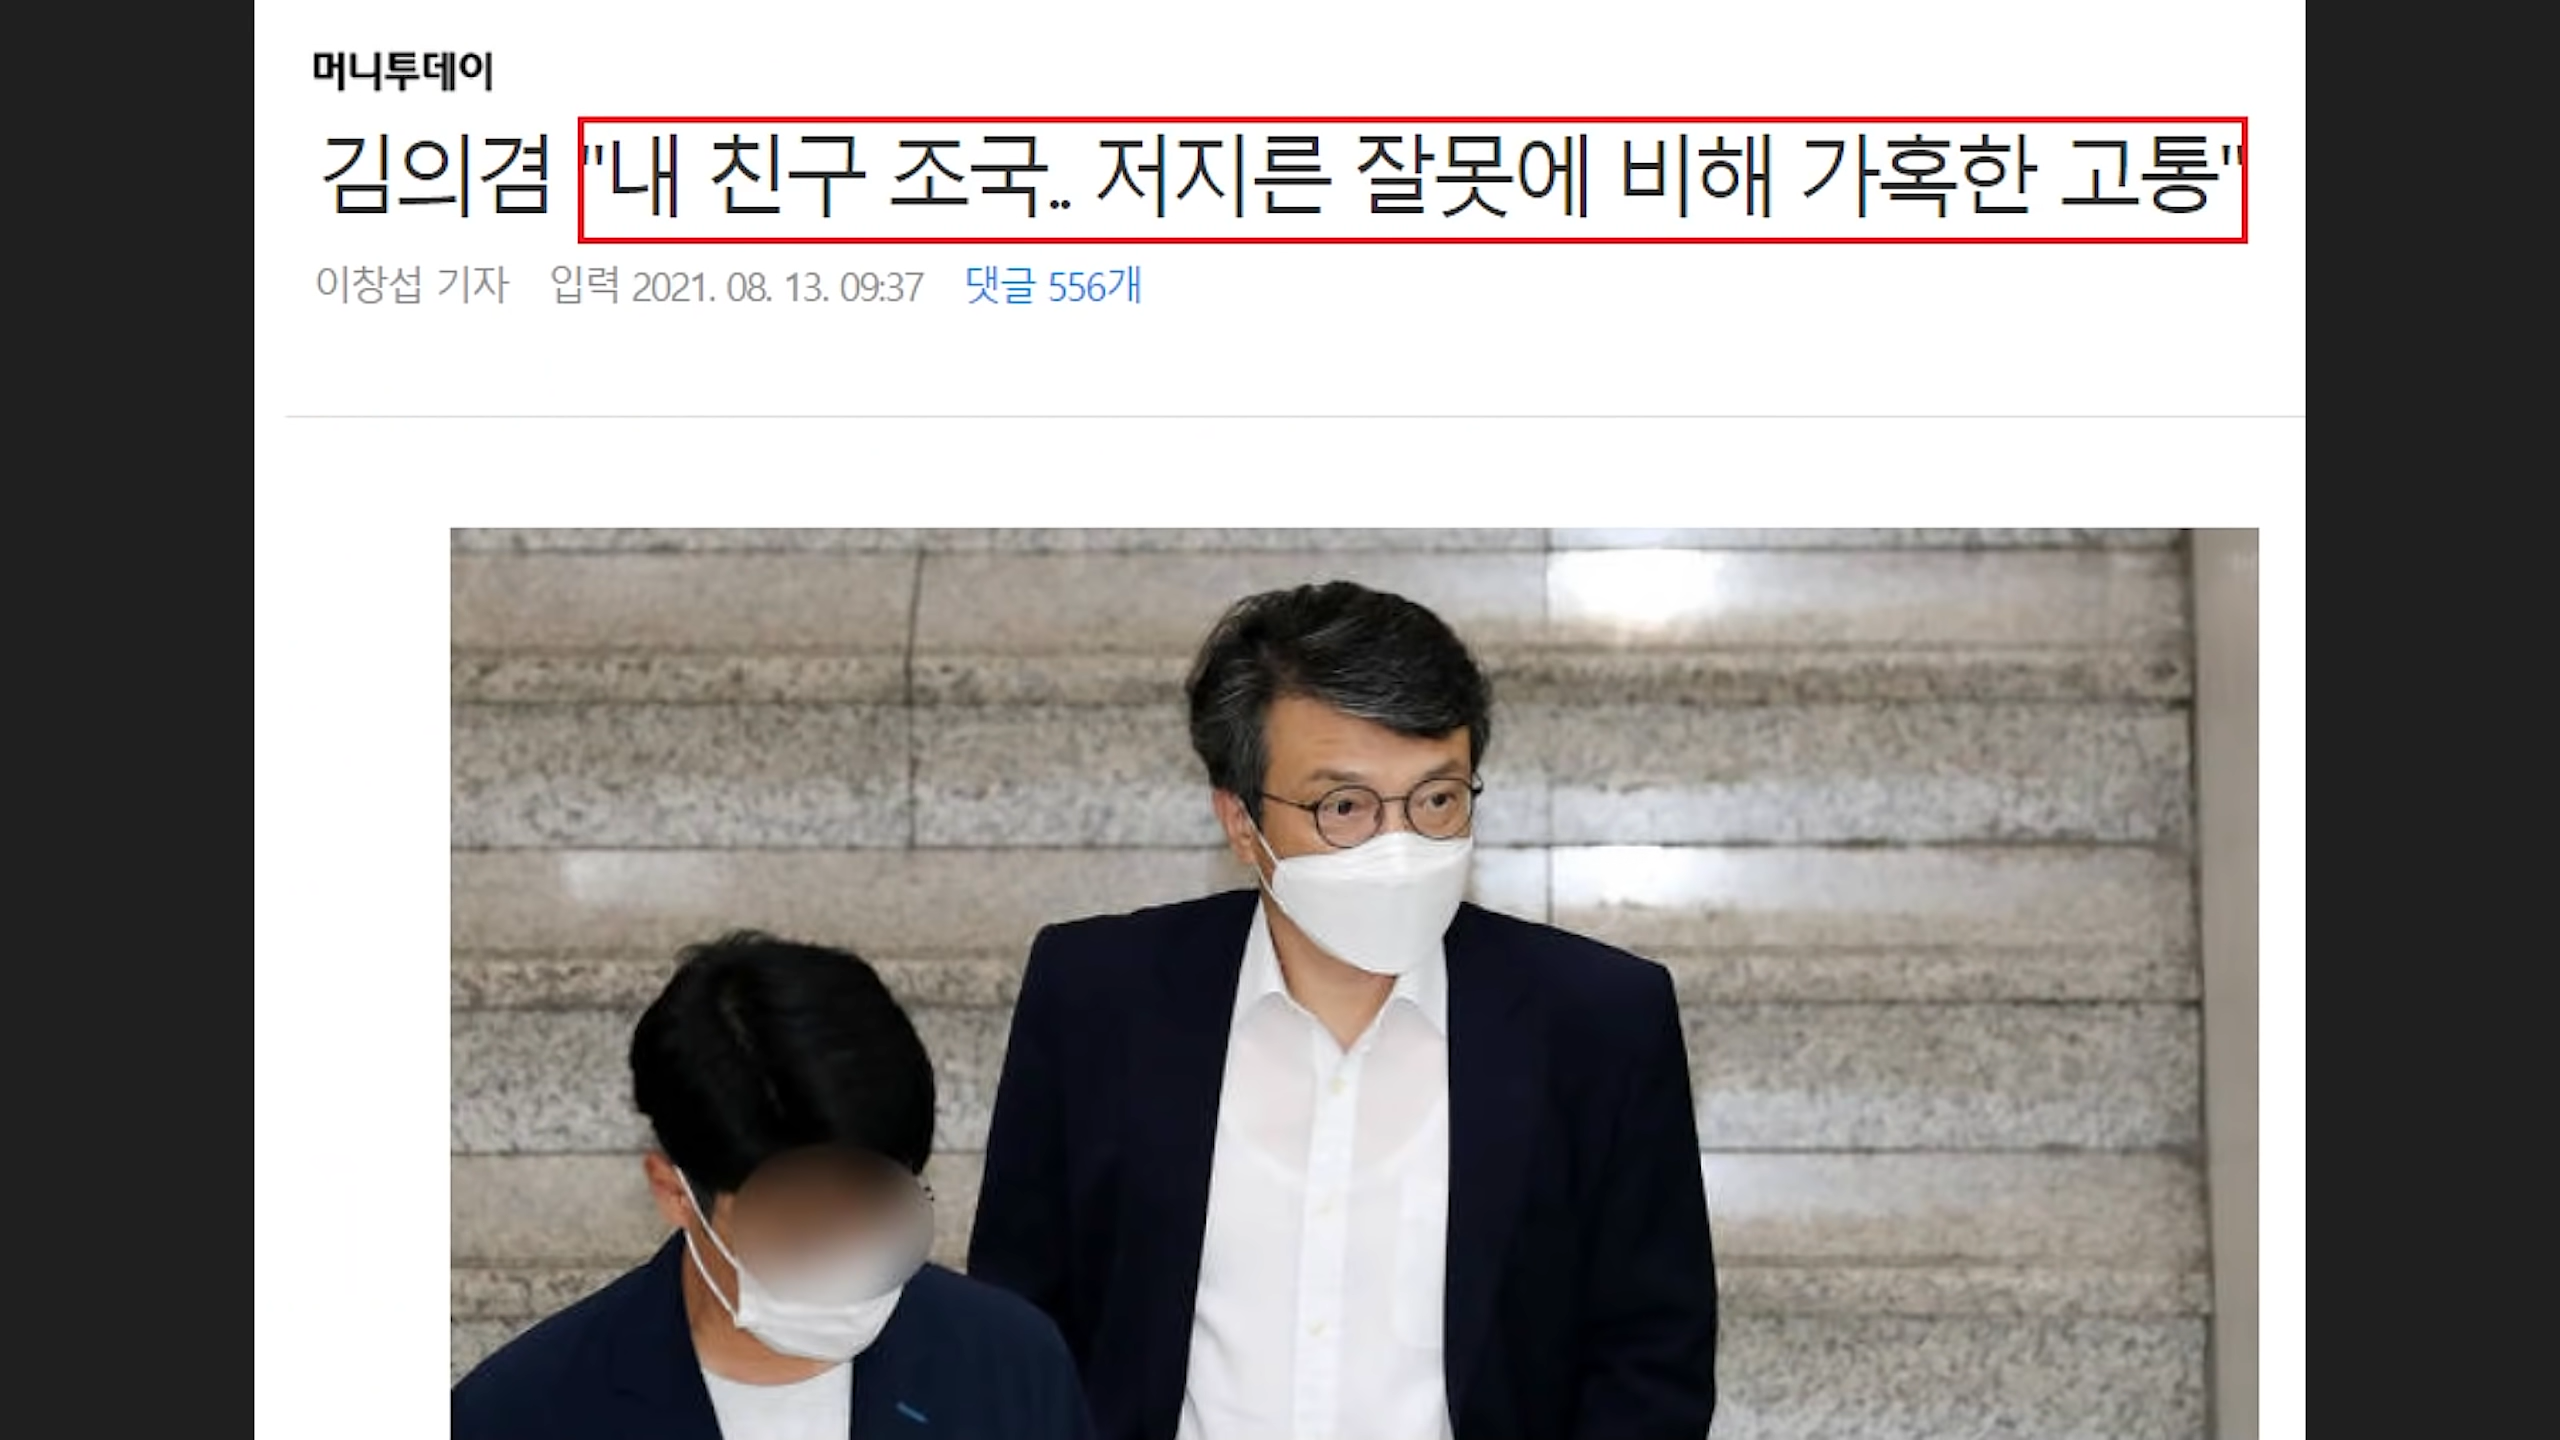 머니투데이
김의겸 "내 친구 조국.. 저지른 잘못에 비해 가혹한 고통"
이창섭 기자 입력 2021. 08. 13. 09:37 댓글 556개